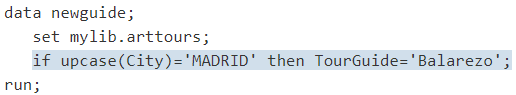 data newguide;
set mylib.arttours;
if upcase(City)='MADRID' then TourGuide='Balarezo';
run;